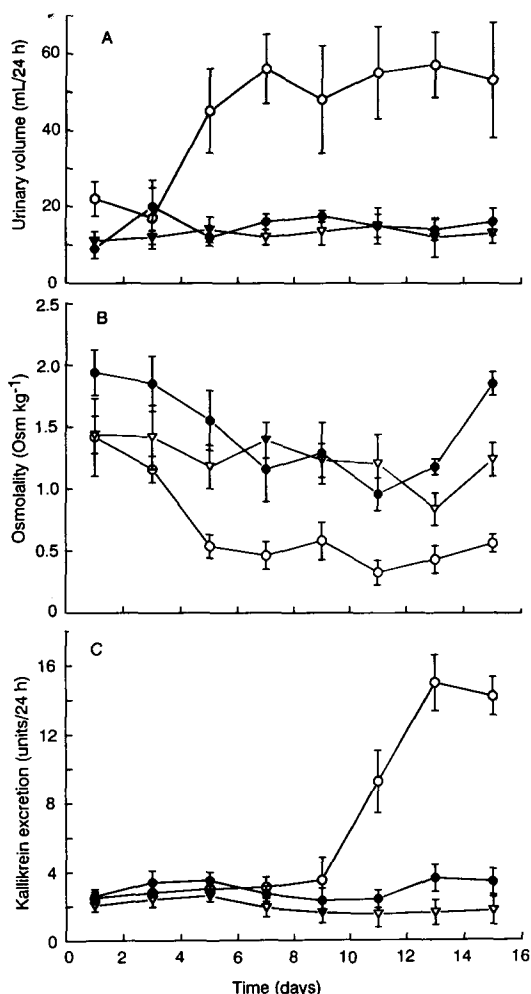 A
Urinary volume (mL/24 h)
60
40
20
0
B
Osmolality (Osm kg-1)
2.5
2.0
1.5
1.0
0.5
0
C
Kallikrein excretion (units/24 h)
16
12
8
4
0
0 2 4 6 8 10 12 14 16
Time (days)